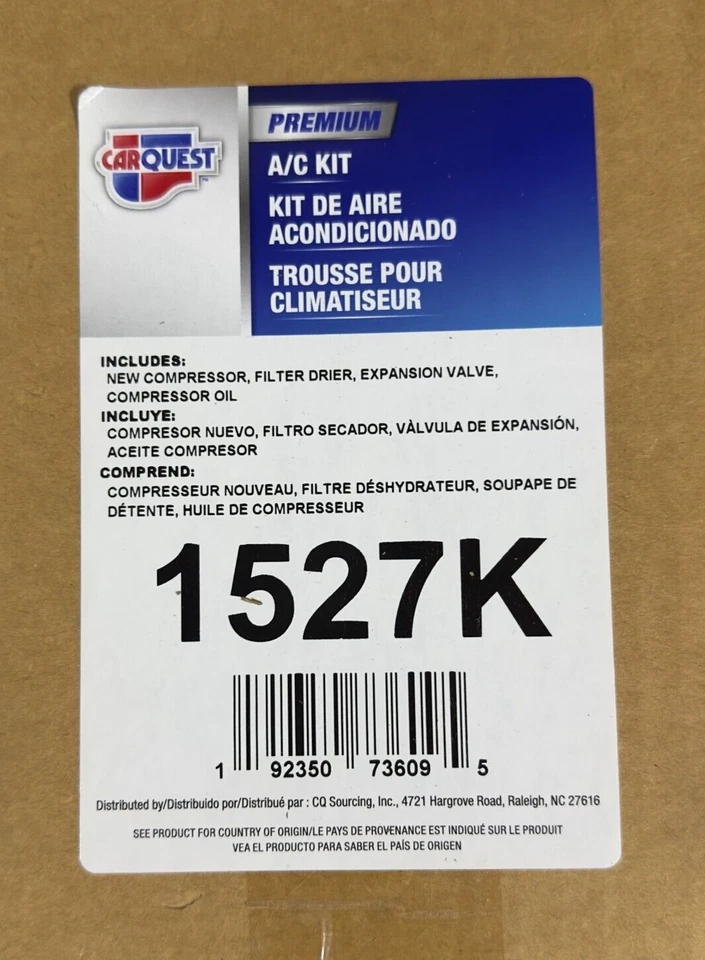 CARQUEST
PREMIUM
A/C KIT
KIT DE AIRE
ACONDICIONADO
TROUSSE POUR
CLIMATISEUR
INCLUDES:
NEW COMPRESSOR, FILTER DRIER, EXPANSION VALVE,
COMPRESSOR OIL
INCLUYE:
COMPRESOR NUEVO, FILTRO SECADOR, VÀLVULA DE EXPANSIÓN,
ACEITE COMPRESOR
COMPREND:
COMPRESSEUR NOUVEAU, FILTRE DÉSHYDRATEUR, SOUPAPE DE
DÉTENTE, HUILE DE COMPRESSEUR
1527K
1 92350 73609 5
Distributed by/Distribuido por/Distribué par : CQ Sourcing, Inc., 4721 Hargrove Road, Raleigh, NC 27616
SEE PRODUCT FOR COUNTRY OF ORIGIN/LE PAYS DE PROVENANCE EST INDIQUÉ SUR LE PRODUIT
VEA EL PRODUCTO PARA SABER EL PAÍS DE ORIGEN